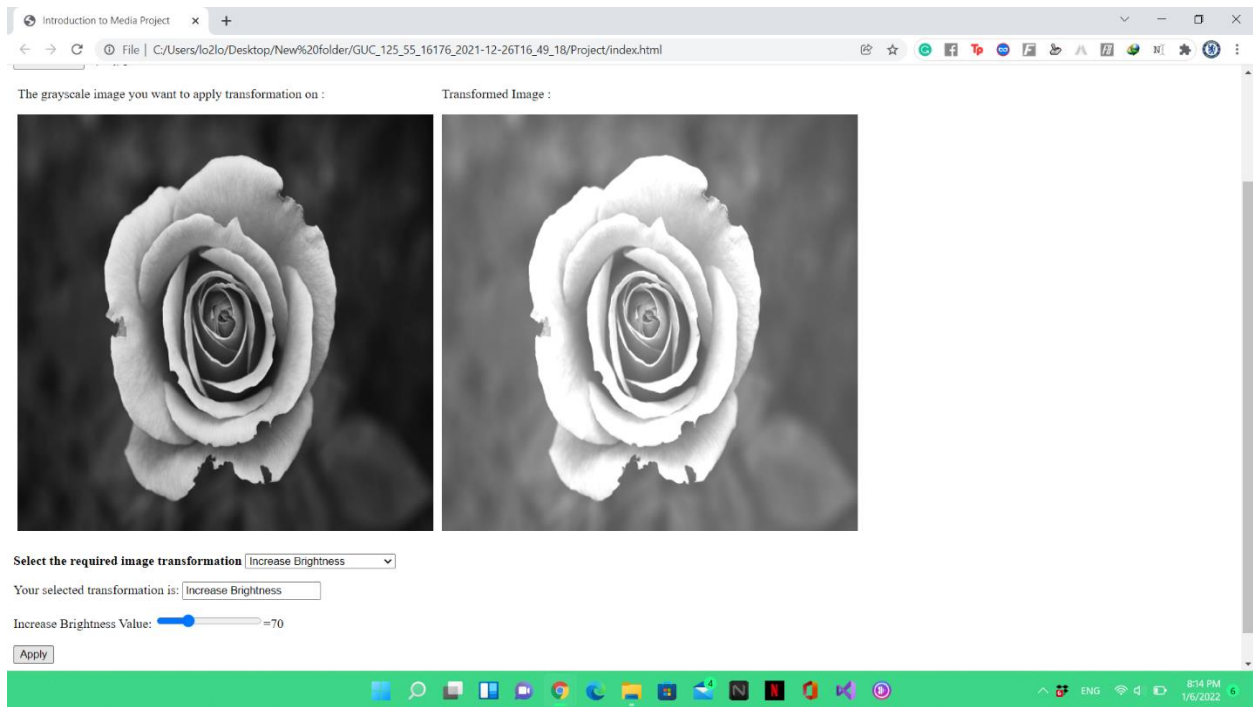 Introduction to Media Project
File | C:/Users/lo2lo/Desktop/New%20folder/GUC_125_55_16176_2021-12-26T16_49_18/Project/index.html
The grayscale image you want to apply transformation on :
Transformed Image :
Select the required image transformation Increase Brightness
Your selected transformation is: Increase Brightness
Increase Brightness Value: =70
Apply
4
ENG
8:14 PM
1/6/2022
6